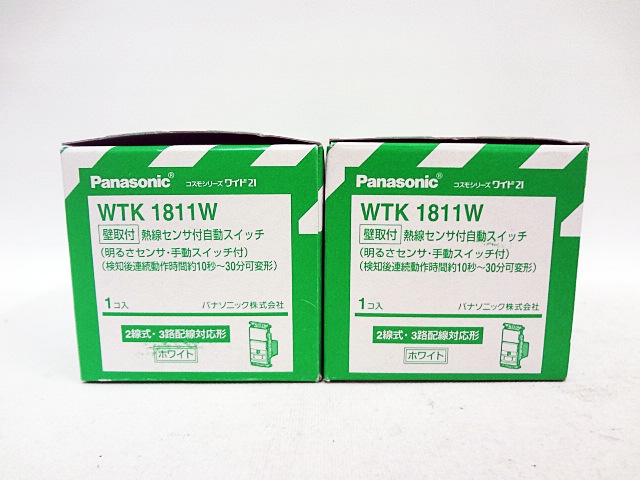 Panasonic コスモシリーズ ワイド21
WTK 1811W
壁取付 熱線センサ付自動スイッチ
(明るさセンサ・手動スイッチ付)
(検知後連続動作時間約10秒～30分可変形)
1コ入 パナソニック株式会社
2線式・3路配線対応形
ホワイト
Panasonic コスモシリーズ ワイド21
WTK 1811W
壁取付 熱線センサ付自動スイッチ
(明るさセンサ・手動スイッチ付)
(検知後連続動作時間約10秒～30分可変形)
1コ入 パナソニック株式会社
2線式・3路配線対応形
ホワイト